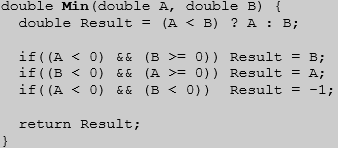 double Min(double A, double B) {
double Result = (A < B) ? A : B;
if((A < 0) && (B >= 0)) Result = B;
if((B < 0) && (A >= 0)) Result = A;
if((A < 0) && (B < 0)) Result = -1;
return Result;
}